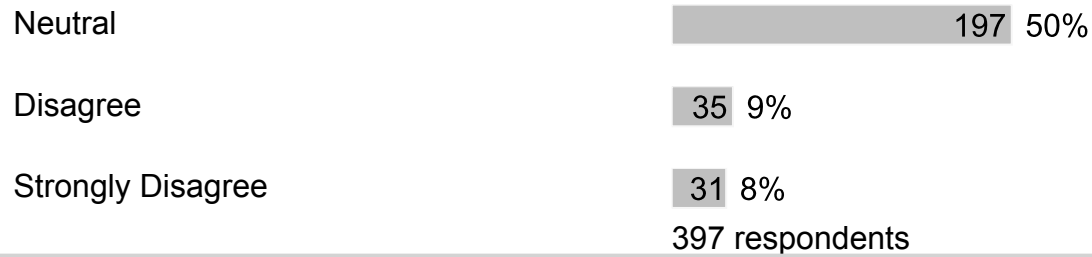 Neutral 197 50%
Disagree 35 9%
Strongly Disagree 31 8%
397 respondents